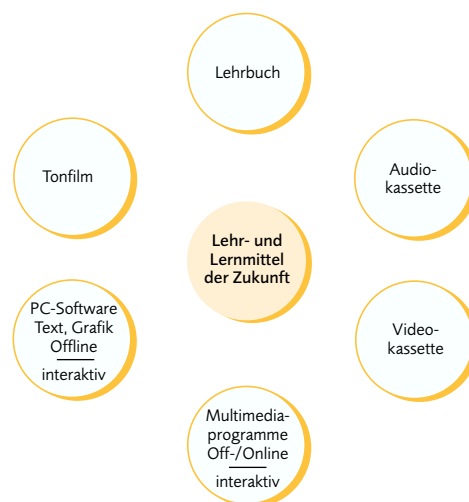 Lehrbuch
Tonfilm
Audio-
kassette
Lehr- und
Lernmittel
der Zukunft
PC-Software
Text, Grafik
Offline
interaktiv
Video-
kassette
Multimedia-
programme
Off-/Online
interaktiv